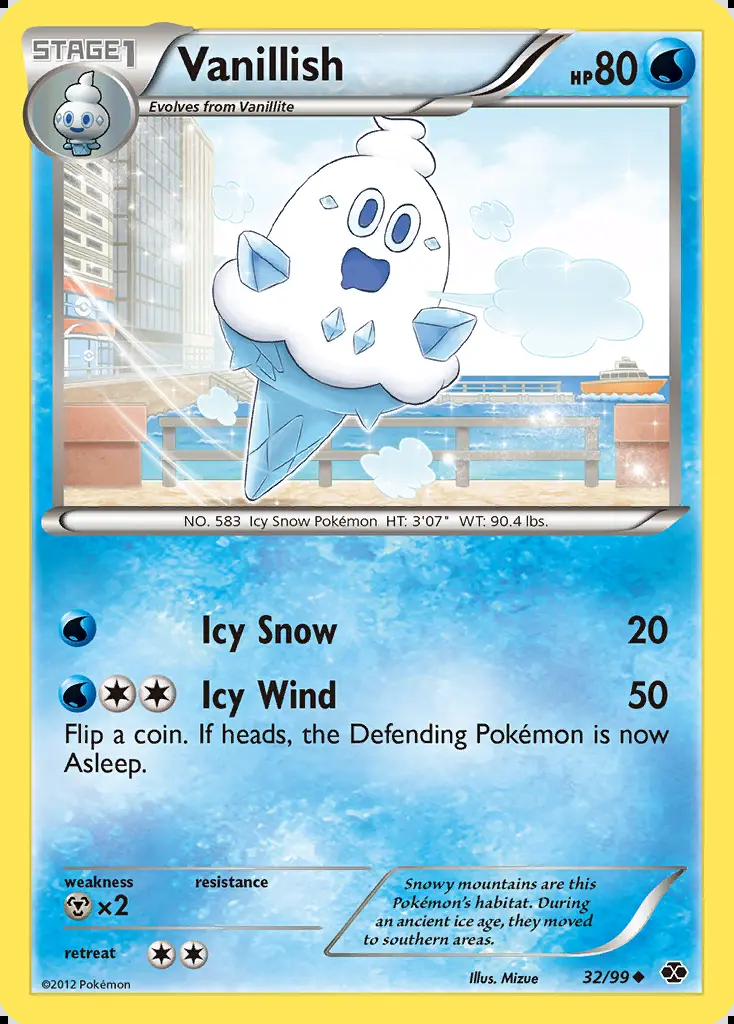 STAGE1
Vanillish
HP80
Evolves from Vanillite
NO. 583 Icy Snow Pokémon HT: 3'07" WT: 90.4 lbs.
Icy Snow 20
Icy Wind 50
Flip a coin. If heads, the Defending Pokémon is now
Asleep.
weakness resistance
×2
retreat
Snowy mountains are this
Pokémon's habitat. During
an ancient ice age, they moved
to southern areas.
©2012 Pokémon
Illus. Mizue
32/99